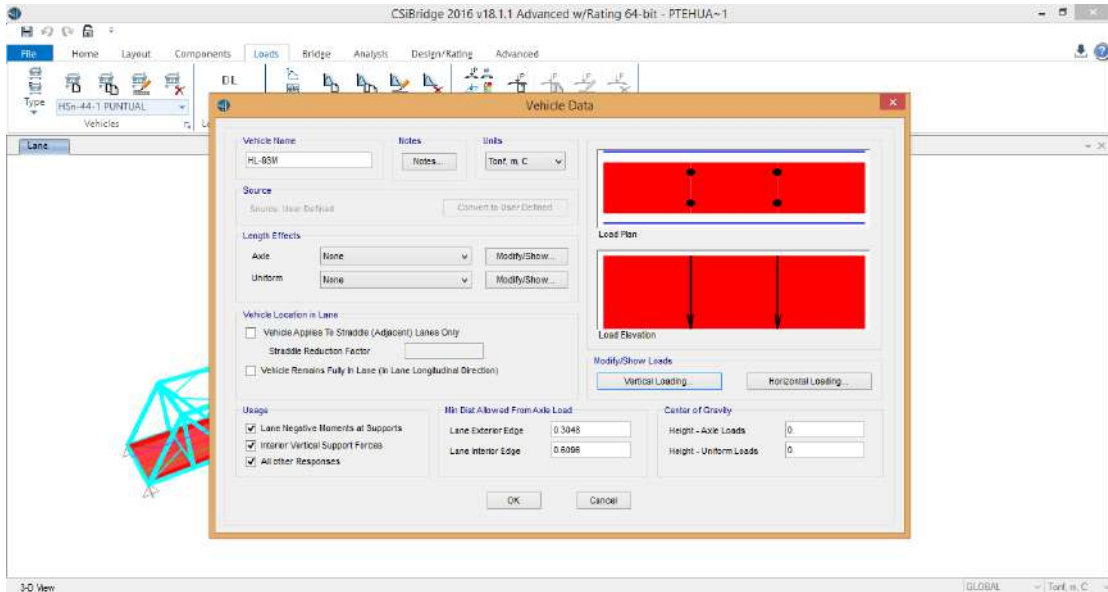 CSiBridge 2016 v18.1.1 Advanced w/Rating 64-bit - PTEHUA~1
File Home Layout Components Loads Bridge Analysis Design/Rating Advanced
Type
DL
HSn-44-1 PUNTUAL
Vehicles
Lane
Vehicle Data
Vehicle Name Notes Units
HL-93M Notes... Tonf, m, C
Source
Source: User Defined Convert to User Defined
Load Plan
Length Effects
Axle None Modify/Show...
Uniform None Modify/Show...
Load Elevation
Vehicle Location in Lane
Vehicle Applies To Straddle (Adjacent) Lanes Only
Straddle Reduction Factor
Vehicle Remains Fully In Lane (In Lane Longitudinal Direction)
Modify/Show Loads
Vertical Loading... Horizontal Loading...
Usage Min Dist Allowed From Axle Load Center of Gravity
Lane Negative Moments at Supports Lane Exterior Edge 0.3048 Height - Axle Loads 0.
Interior Vertical Support Forces Lane Interior Edge 0.6096 Height - Uniform Loads 0.
All other Responses
OK Cancel
3-D View GLOBAL Tonf, m, C